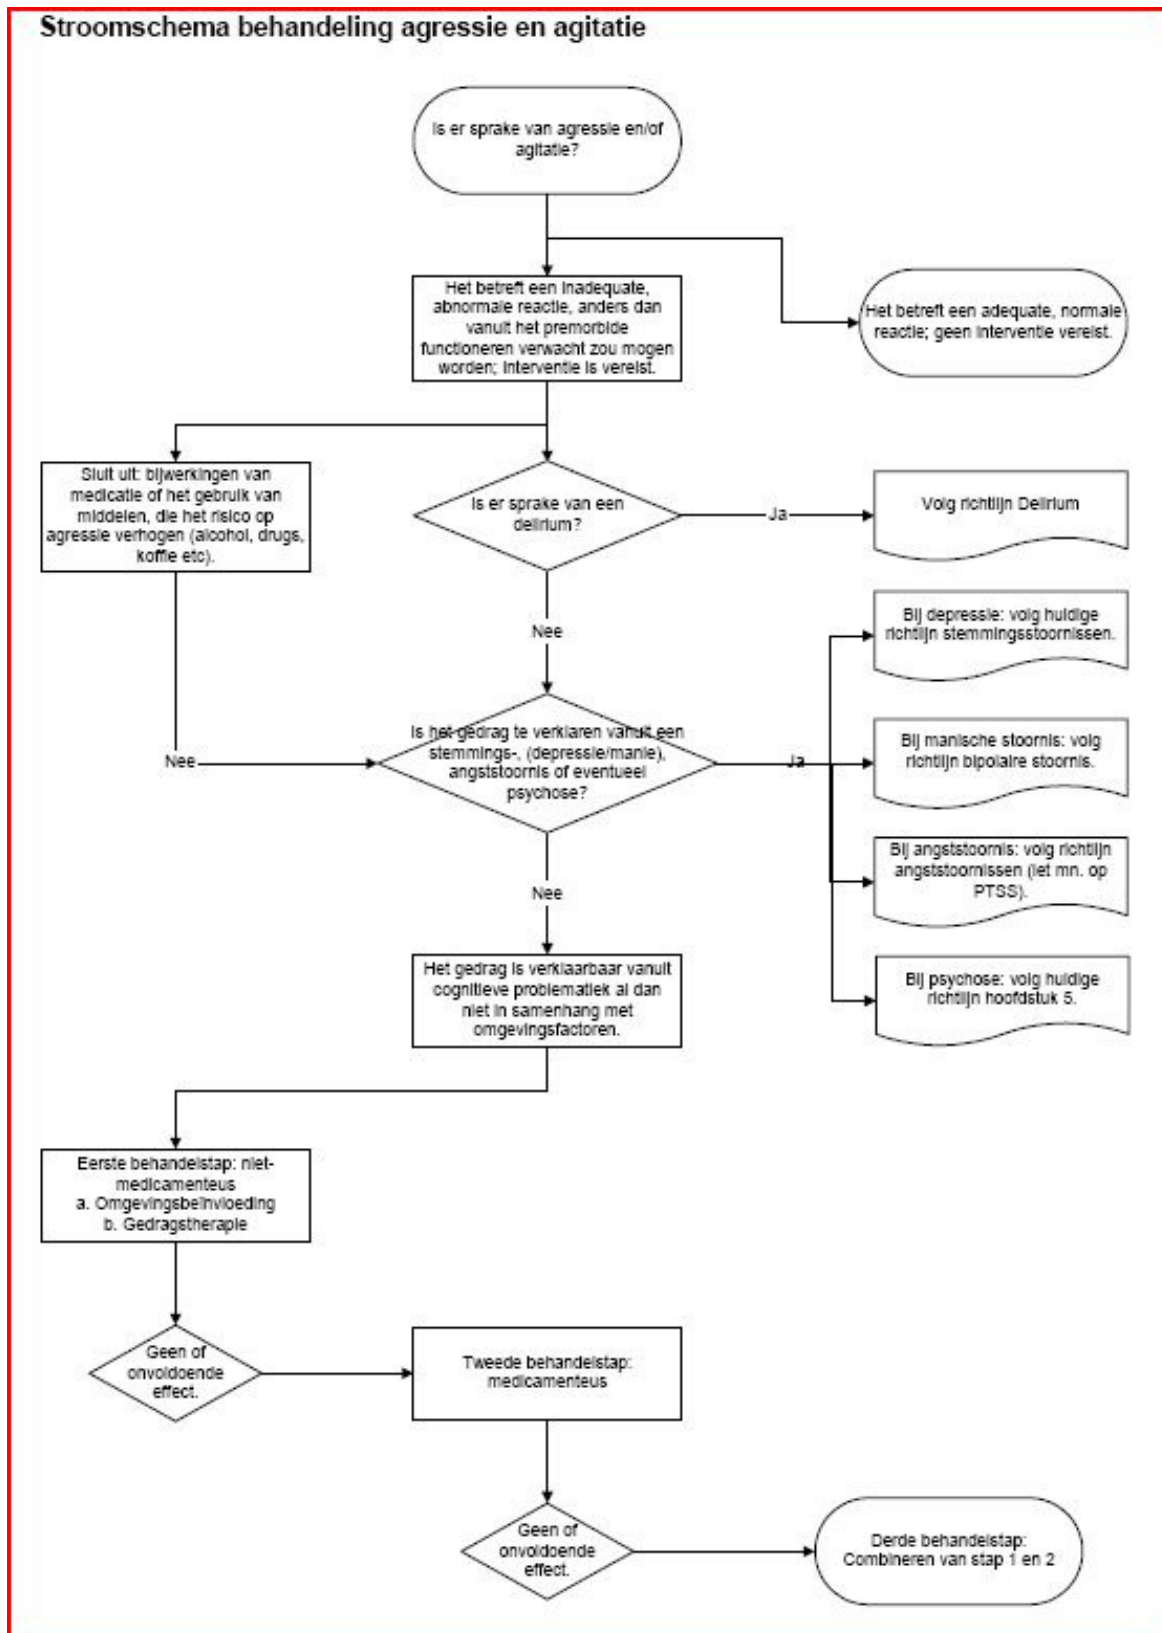 Stroomschema behandeling agressie en agitatie
Is er sprake van agressie en/of
agitatie?
Het betreft een inadequate,
abnormale reactie, anders dan
vanuit het premorbide
functioneren verwacht zou mogen
worden; interventie is vereist.
Het betreft een adequate, normale
reactie; geen interventie vereist.
Sluit uit: bijwerkingen van
medicatie of het gebruik van
middelen, die het risico op
agressie verhogen (alcohol, drugs,
koffie etc).
Is er sprake van een
delirium?
Ja
Volg richtlijn Delirium
Nee
Bij depressie: volg huidige
richtlijn stemmingsstoornissen.
Is het gedrag te verklaren vanuit een
stemmings-, (depressie/manie),
angststoornis of eventueel
psychose?
Nee
Ja
Bij manische stoornis: volg
richtlijn bipolaire stoornis.
Bij angststoornis: volg richtlijn
angststoornissen (let mn. op
PTSS).
Nee
Bij psychose: volg huidige
richtlijn hoofdstuk 5.
Het gedrag is verklaarbaar vanuit
cognitieve problematiek al dan
niet in samenhang met
omgevingsfactoren.
Eerste behandelstap: niet-
medicamenteus
a. Omgevingsbeïnvloeding
b. Gedragstherapie
Geen of
onvoldoende
effect.
Tweede behandelstap:
medicamenteus
Geen of
onvoldoende
effect.
Derde behandelstap:
Combineren van stap 1 en 2